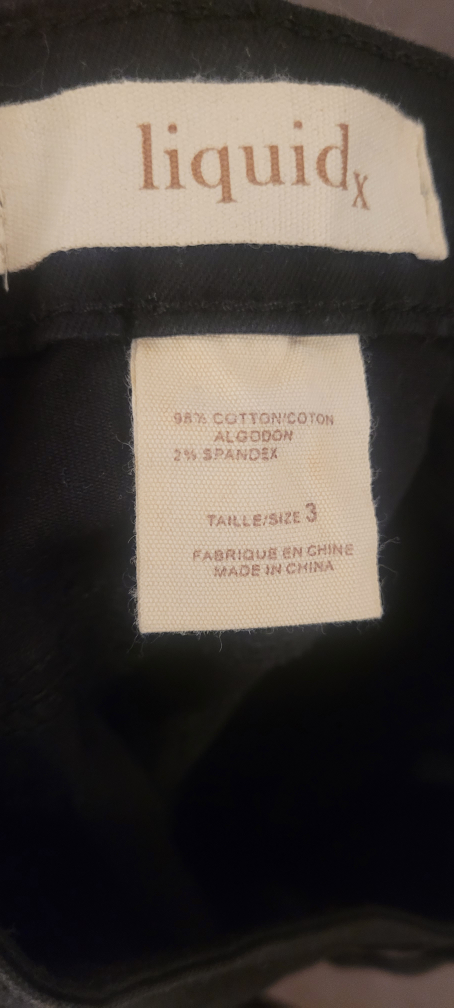 liquidx
98% COTTON/COTON
ALGODON
2% SPANDEX
TAILLE/SIZE 3
FABRIQUE EN CHINE
MADE IN CHINA